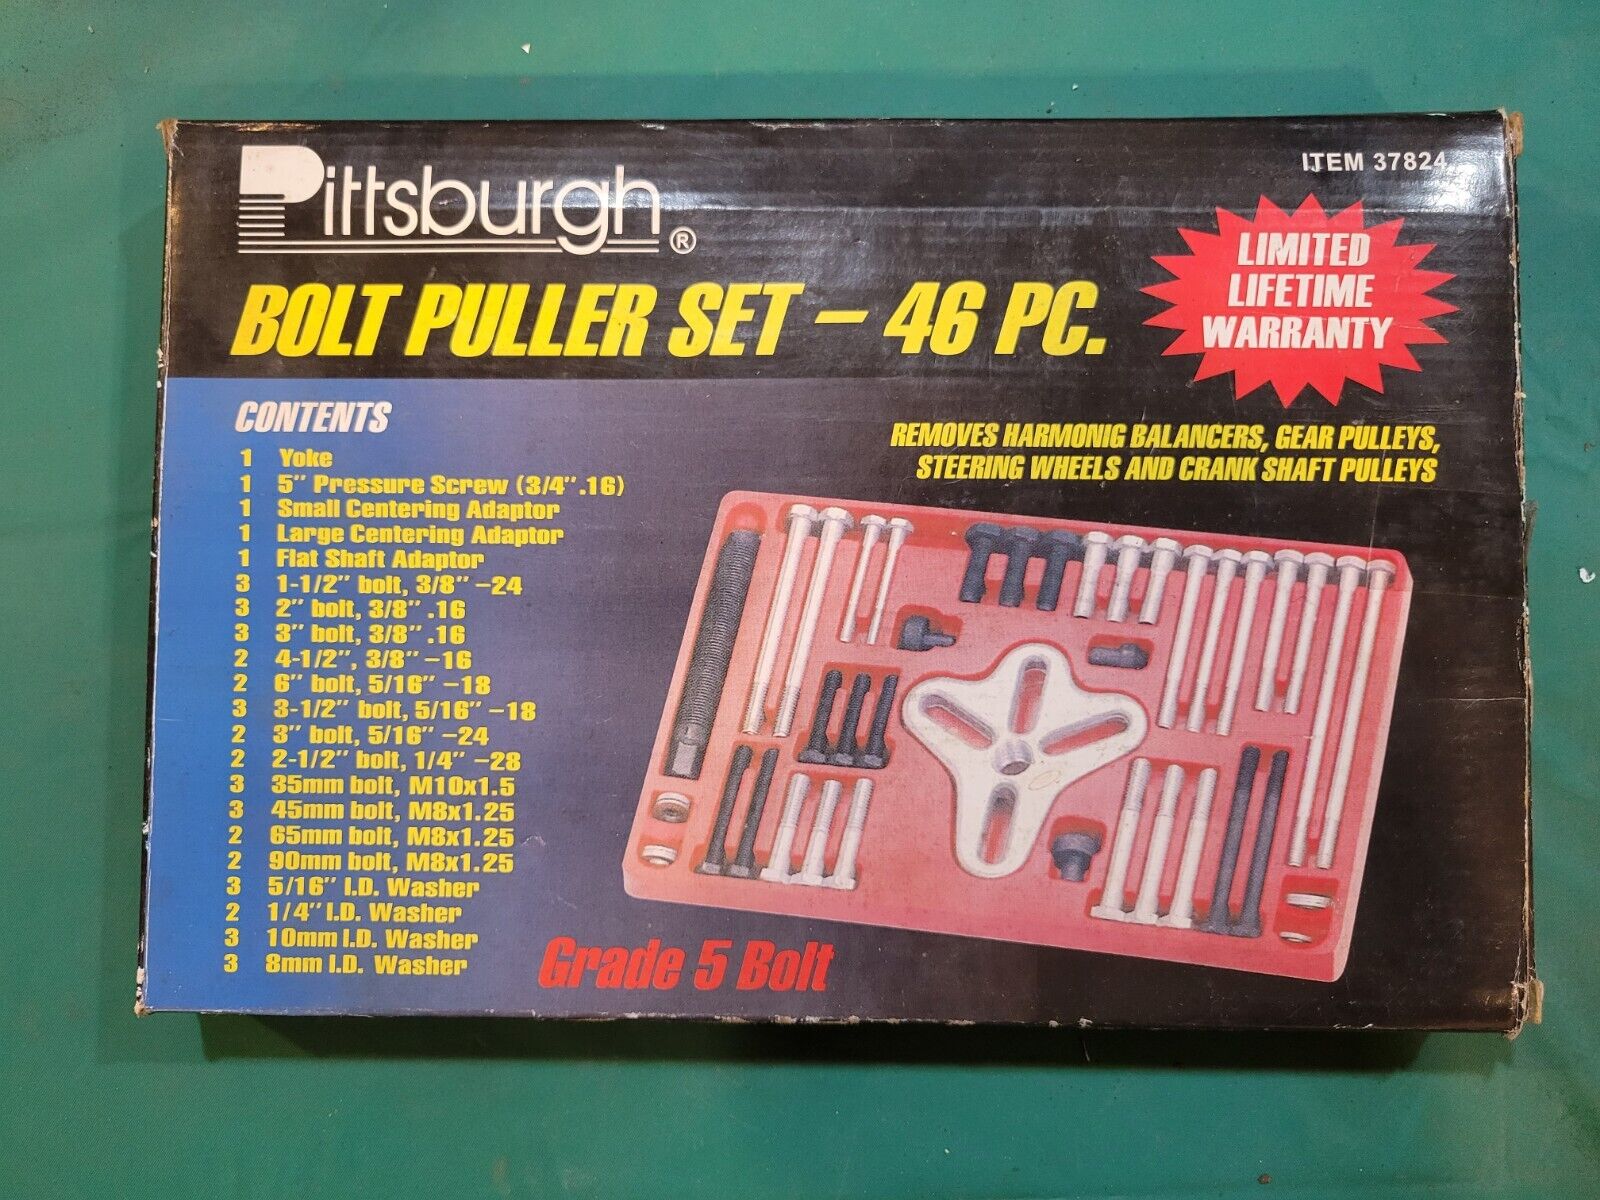 Pittsburgh®
ITEM 37824
BOLT PULLER SET – 46 PC.
LIMITED
LIFETIME
WARRANTY
REMOVES HARMONIG BALANCERS, GEAR PULLEYS,
STEERING WHEELS AND CRANK SHAFT PULLEYS
CONTENTS
1 Yoke
1 5" Pressure Screw (3/4".16)
1 Small Centering Adaptor
1 Large Centering Adaptor
1 Flat Shaft Adaptor
3 1-1/2" bolt, 3/8" –24
3 2" bolt, 3/8" .16
3 3" bolt, 3/8" .16
2 4-1/2", 3/8" –16
2 6" bolt, 5/16" –18
3 3-1/2" bolt, 5/16" –18
2 3" bolt, 5/16" –24
2 2-1/2" bolt, 1/4" –28
3 35mm bolt, M10x1.5
3 45mm bolt, M8x1.25
2 65mm bolt, M8x1.25
2 90mm bolt, M8x1.25
3 5/16" I.D. Washer
2 1/4" I.D. Washer
3 10mm I.D. Washer
3 8mm I.D. Washer
Grade 5 Bolt